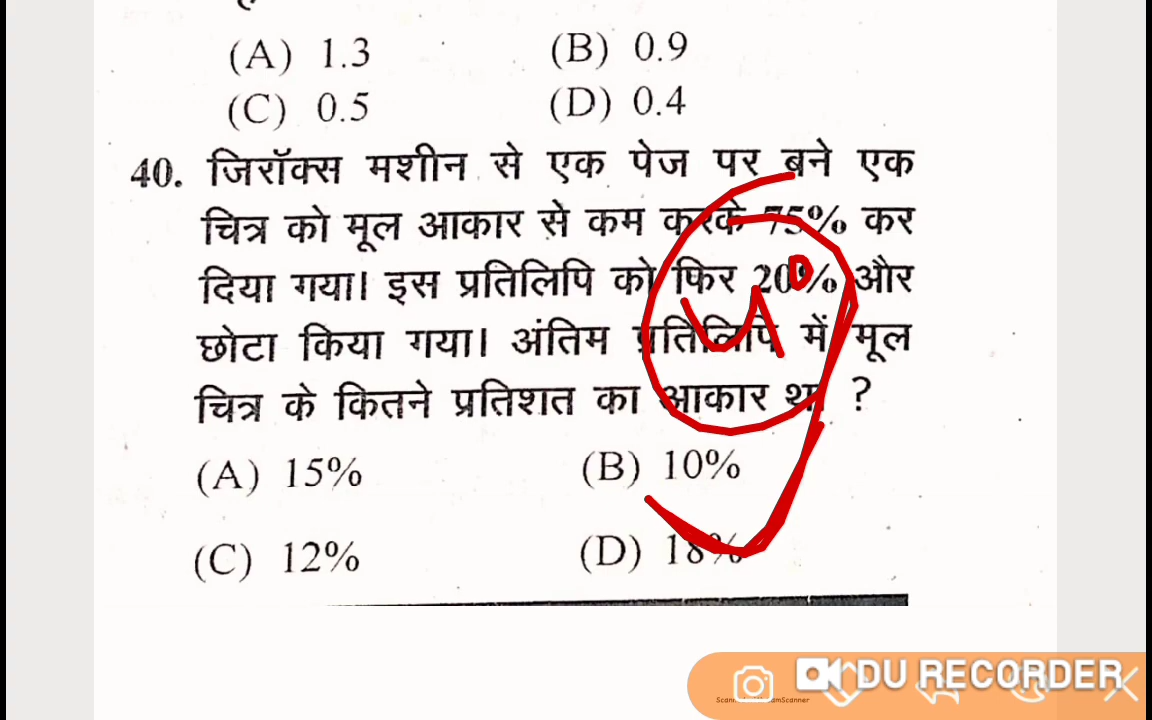 (A) 1.3 (B) 0.9
(C) 0.5 (D) 0.4
40. जिरॉक्स मशीन से एक पेज पर बने एक
चित्र को मूल आकार से कम करके 75% कर
दिया गया। इस प्रतिलिपि को फिर 20% और
छोटा किया गया। अंतिम प्रतिलिपि में मूल
चित्र के कितने प्रतिशत का आकार था ?
(A) 15% (B) 10%
(C) 12% (D) 18%
DU RECORDER